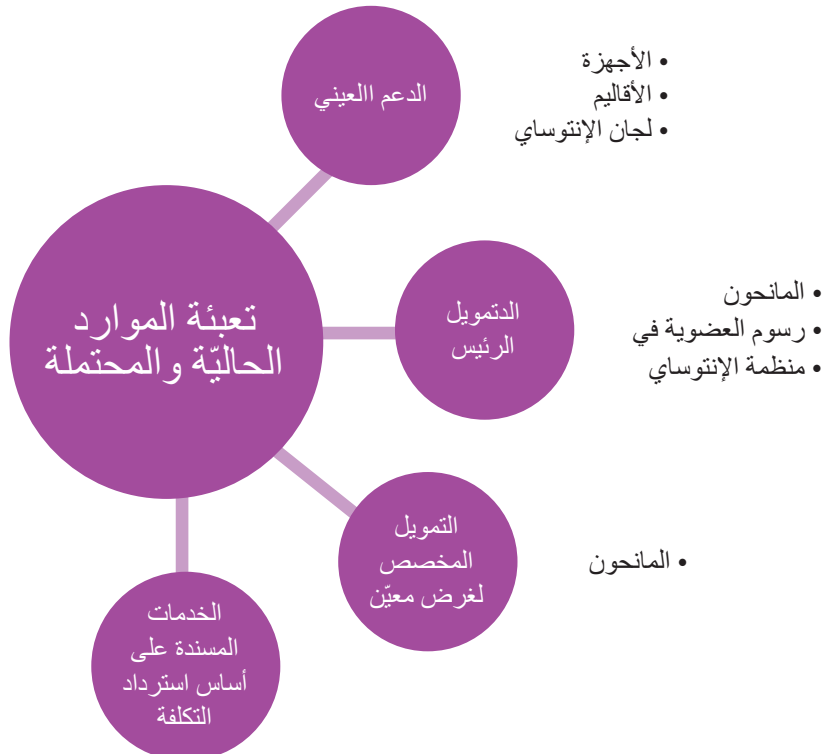 الدعم االعيني
• الأجهزة
• الأقاليم
• لجان الإنتوساي
تعبئة الموارد
الحاليّة والمحتملة
الدتمويل
الرئيس
• المانحون
• رسوم العضوية في
• منظمة الإنتوساي
التمويل
المخصص
لغرض معيّن
• المانحون
الخدمات
المسندة على
أساس استرداد
التكلفة